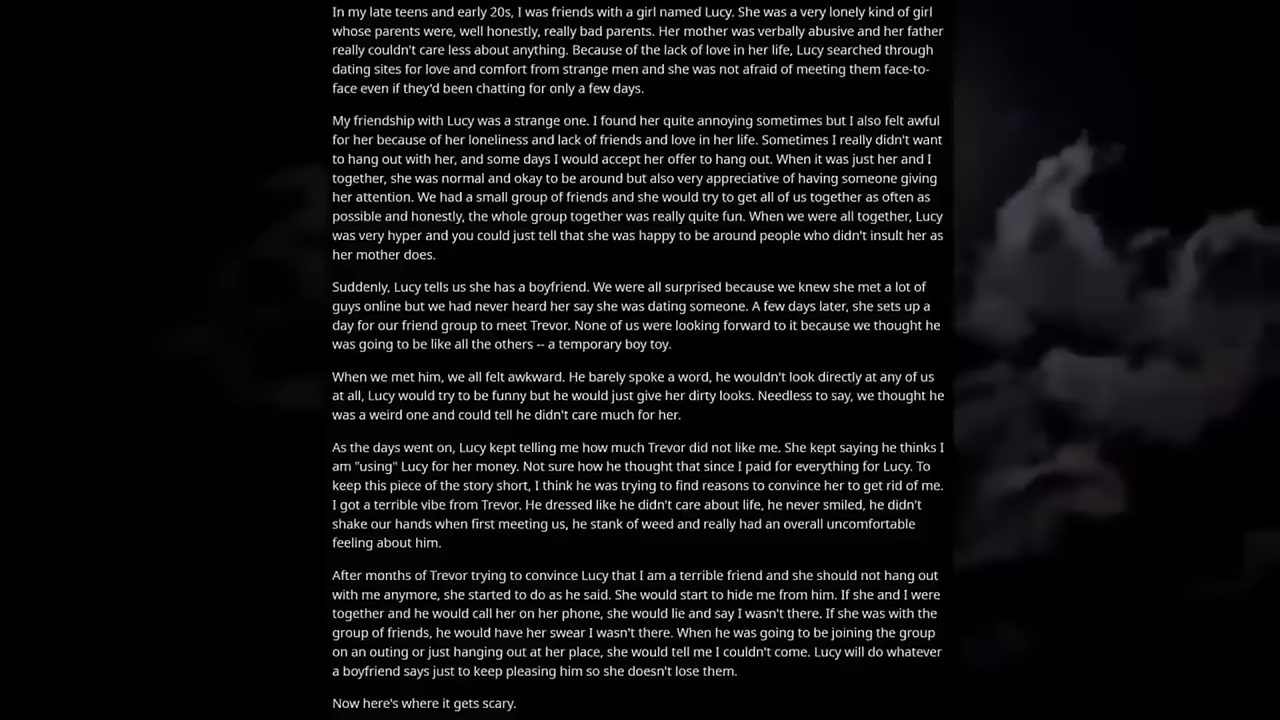 In my late teens and early 20s, I was friends with a girl named Lucy. She was a very lonely kind of girl
whose parents were, well honestly, really bad parents. Her mother was verbally abusive and her father
really couldn't care less about anything. Because of the lack of love in her life, Lucy searched through
dating sites for love and comfort from strange men and she was not afraid of meeting them face-to-
face even if they'd been chatting for only a few days.
My friendship with Lucy was a strange one. I found her quite annoying sometimes but I also felt awful
for her because of her loneliness and lack of friends and love in her life. Sometimes I really didn't want
to hang out with her, and some days I would accept her offer to hang out. When it was just her and I
together, she was normal and okay to be around but also very appreciative of having someone giving
her attention. We had a small group of friends and she would try to get all of us together as often as
possible and honestly, the whole group together was really quite fun. When we were all together, Lucy
was very hyper and you could just tell that she was happy to be around people who didn't insult her as
her mother does.
Suddenly, Lucy tells us she has a boyfriend. We were all surprised because we knew she met a lot of
guys online but we had never heard her say she was dating someone. A few days later, she sets up a
day for our friend group to meet Trevor. None of us were looking forward to it because we thought he
was going to be like all the others -- a temporary boy toy.
When we met him, we all felt awkward. He barely spoke a word, he wouldn't look directly at any of us
at all, Lucy would try to be funny but he would just give her dirty looks. Needless to say, we thought he
was a weird one and could tell he didn't care much for her.
As the days went on, Lucy kept telling me how much Trevor did not like me. She kept saying he thinks I
am "using" Lucy for her money. Not sure how he thought that since I paid for everything for Lucy. To
keep this piece of the story short, I think he was trying to find reasons to convince her to get rid of me.
I got a terrible vibe from Trevor. He dressed like he didn't care about life, he never smiled, he didn't
shake our hands when first meeting us, he stank of weed and really had an overall uncomfortable
feeling about him.
After months of Trevor trying to convince Lucy that I am a terrible friend and she should not hang out
with me anymore, she started to do as he said. She would start to hide me from him. If she and I were
together and he would call her on her phone, she would lie and say I wasn't there. If she was with the
group of friends, he would have her swear I wasn't there. When he was going to be joining the group
on an outing or just hanging out at her place, she would tell me I couldn't come. Lucy will do whatever
a boyfriend says just to keep pleasing him so she doesn't lose them.
Now here's where it gets scary.